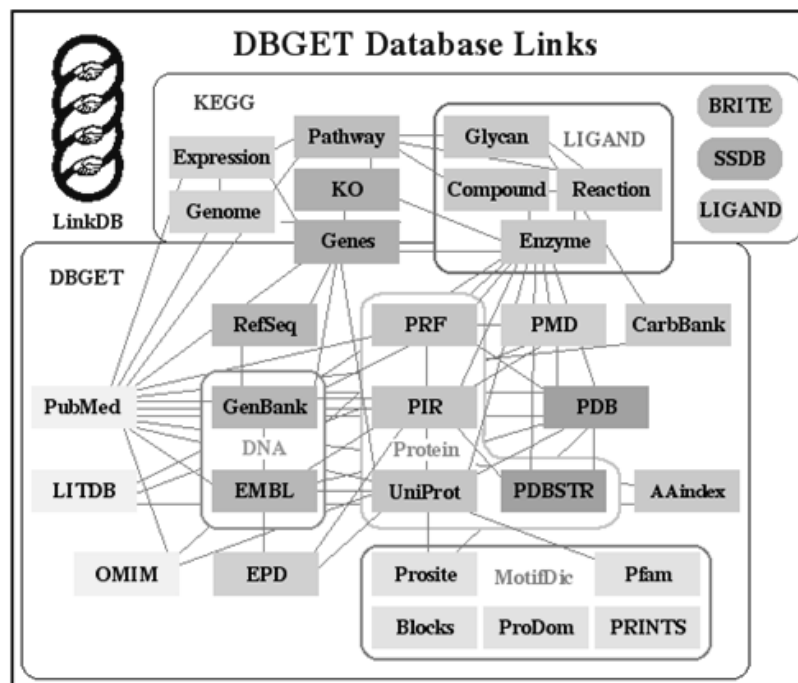 DBGET Database Links
KEGG
BRITE
Pathway
Glycan
LIGAND
Expression
SSDB
KO
Compound
Reaction
Genome
LIGAND
LinkDB
Genes
Enzyme
DBGET
RefSeq
PRF
PMD
CarbBank
PubMed
GenBank
PIR
PDB
DNA
Protein
LITDB
EMBL
UniProt
PDBSTR
AAindex
OMIM
EPD
Prosite
MotifDic
Pfam
Blocks
ProDom
PRINTS